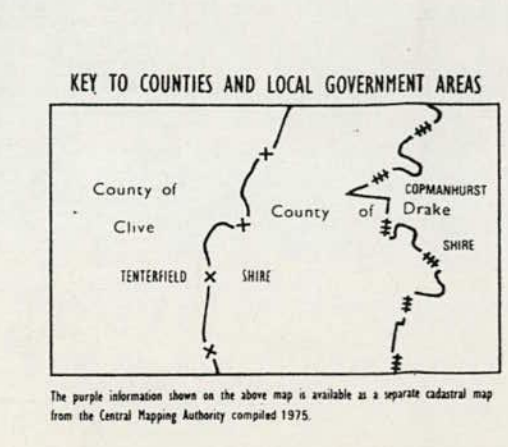 KEY TO COUNTIES AND LOCAL GOVERNMENT AREAS
County of
Clive
County of Drake
COPMANHURST
SHIRE
TENTERFIELD SHIRE
The purple information shown on the above map is available as a separate cadastral map
from the Central Mapping Authority compiled 1975.